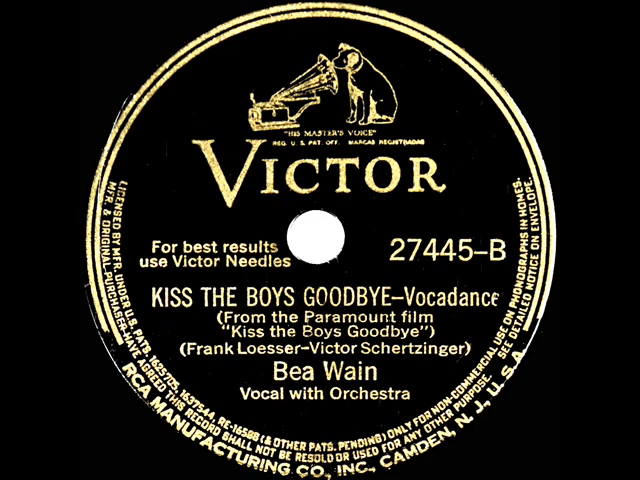 "HIS MASTER'S VOICE"
REG. U. S. PAT. OFF. MARCAS REGISTRADAS
VICTOR
For best results
use Victor Needles
27445-B
KISS THE BOYS GOODBYE-Vocadance
(From the Paramount film
"Kiss the Boys Goodbye")
(Frank Loesser-Victor Schertzinger)
Bea Wain
Vocal with Orchestra
LICENSED BY MFR. UNDER U.S. PATS. 1625705, 1637544, RE-16588 (& OTHER PATS. PENDING) ONLY FOR NON-COMMERCIAL USE ON PHONOGRAPHS IN HOMES.
MFR. & ORIGINAL PURCHASER HAVE AGREED THIS RECORD SHALL NOT BE RESOLD OR USED FOR ANY OTHER PURPOSE. SEE DETAILED NOTICE ON ENVELOPE.
RCA MANUFACTURING CO., INC., CAMDEN, N. J., U. S. A.